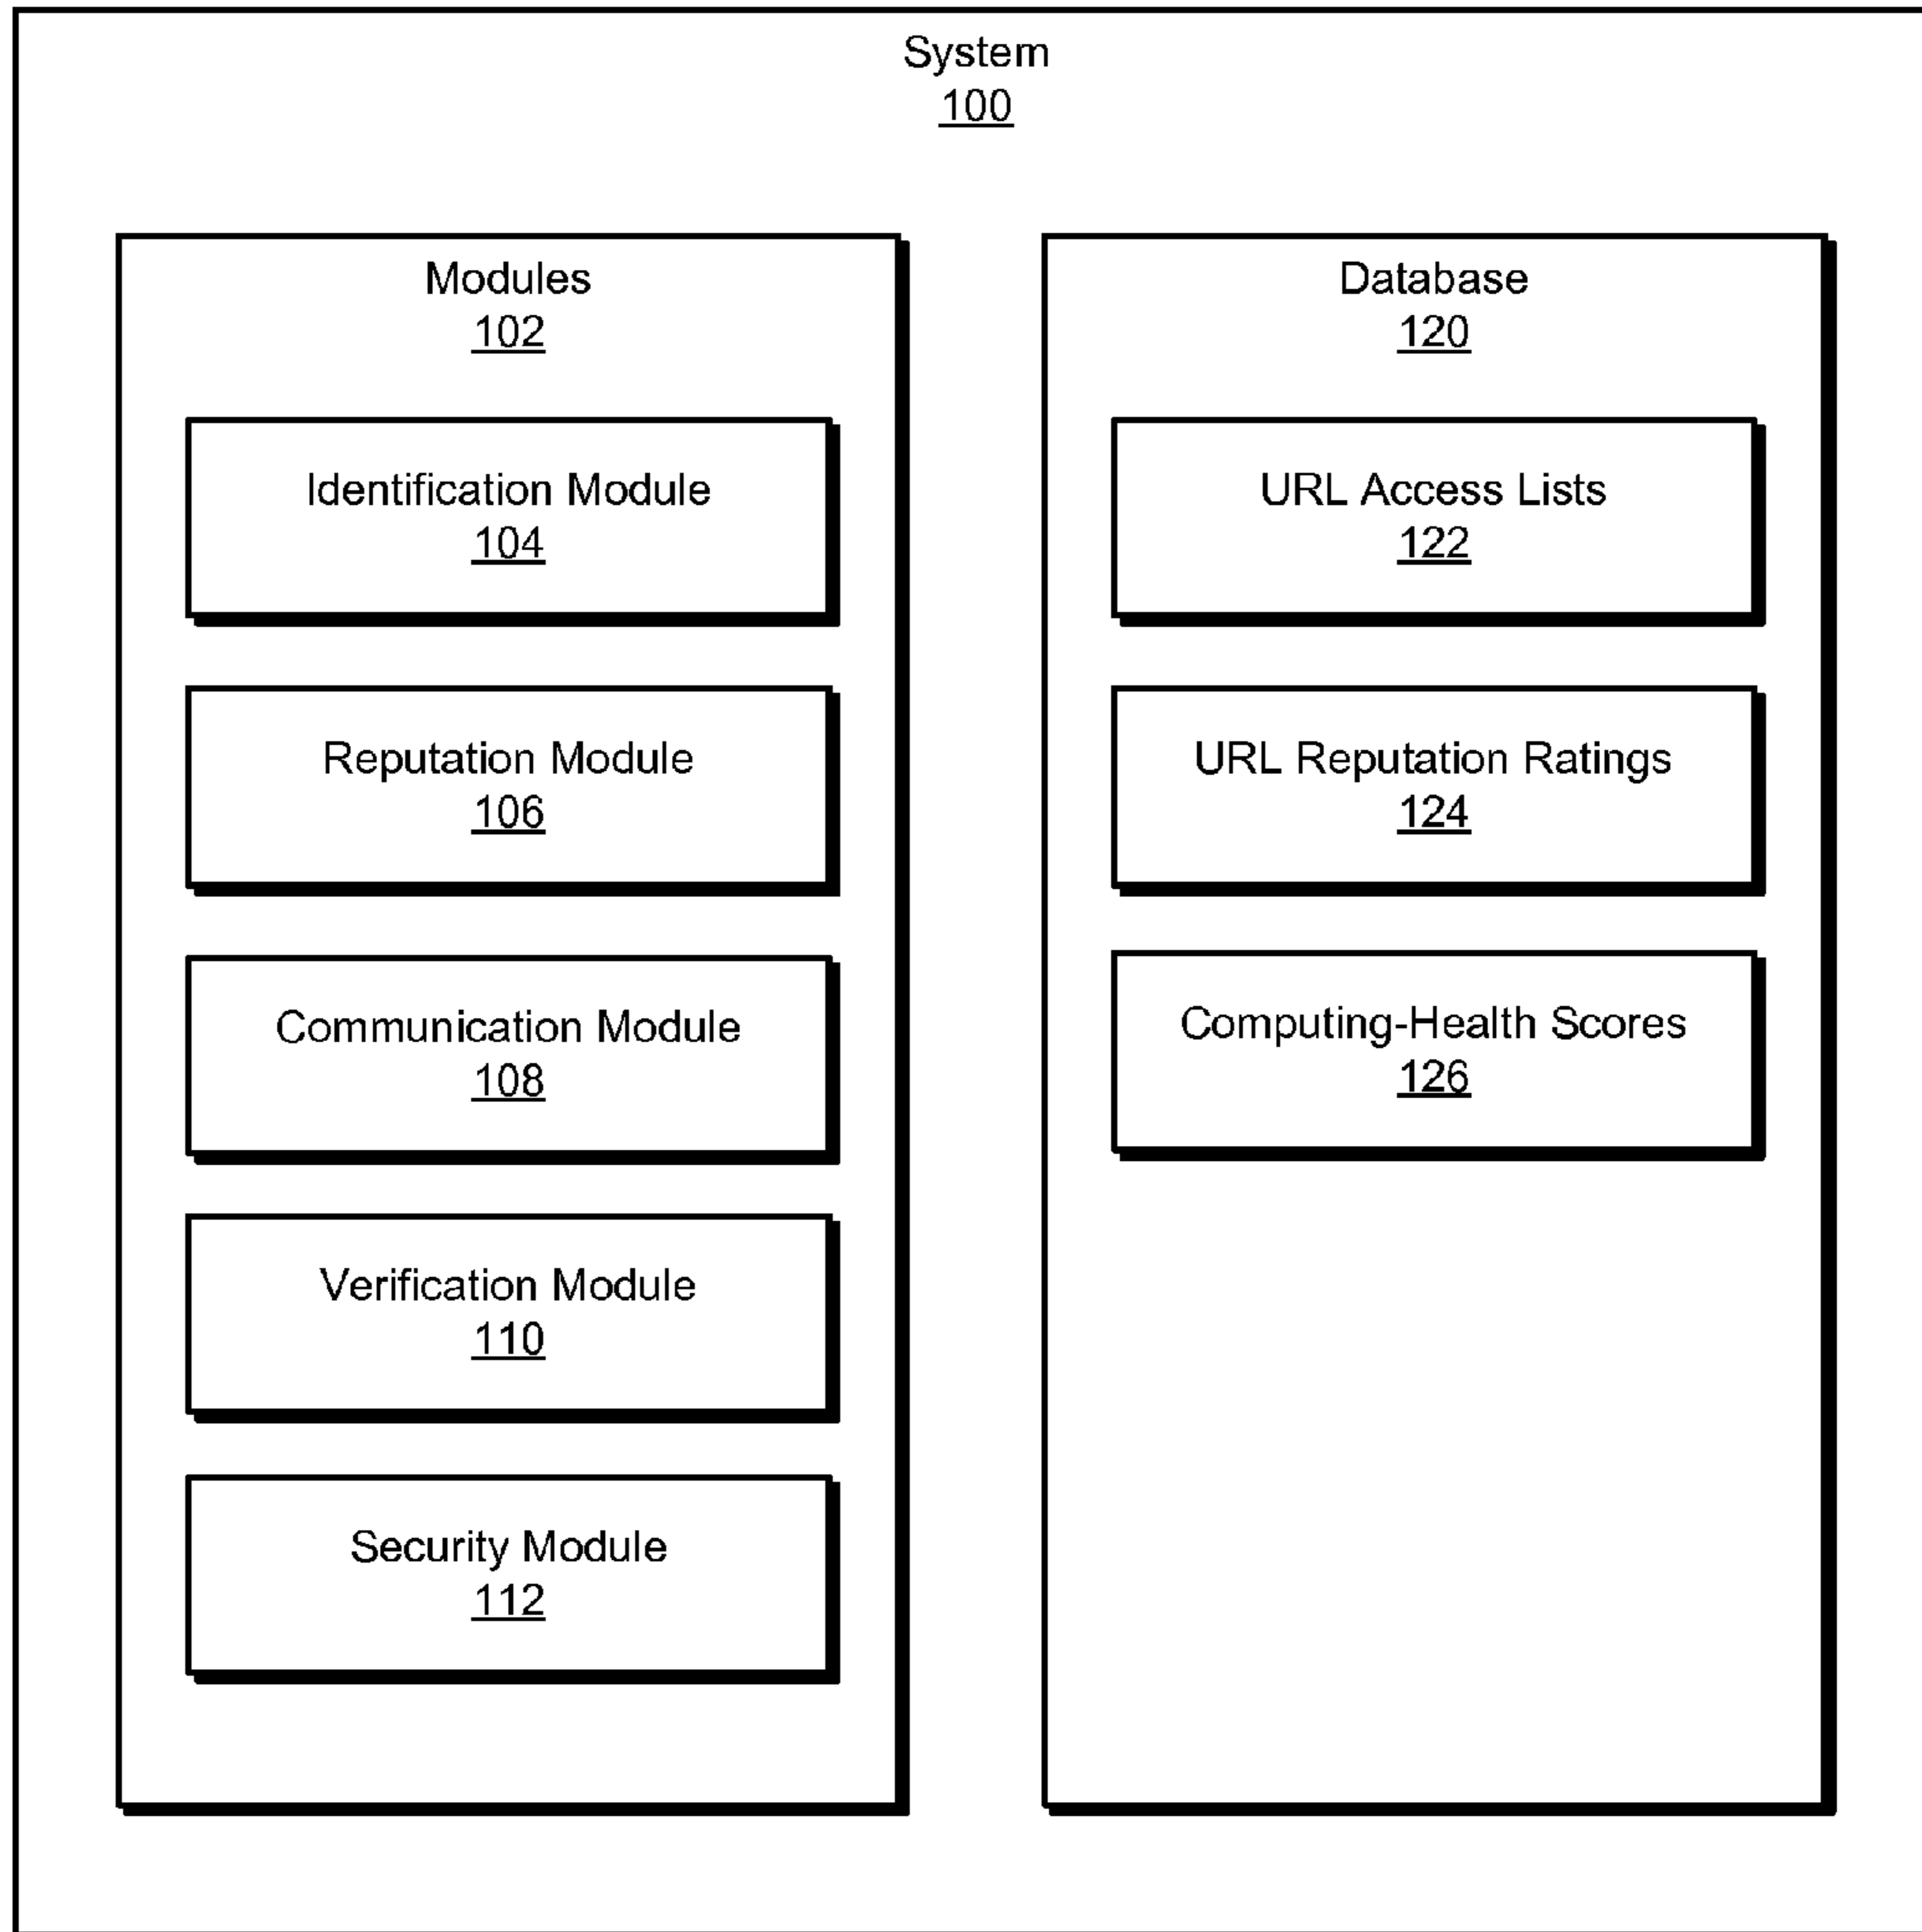 System
100
Modules
102
Identification Module
104
Reputation Module
106
Communication Module
108
Verification Module
110
Security Module
112
Database
120
URL Access Lists
122
URL Reputation Ratings
124
Computing-Health Scores
126